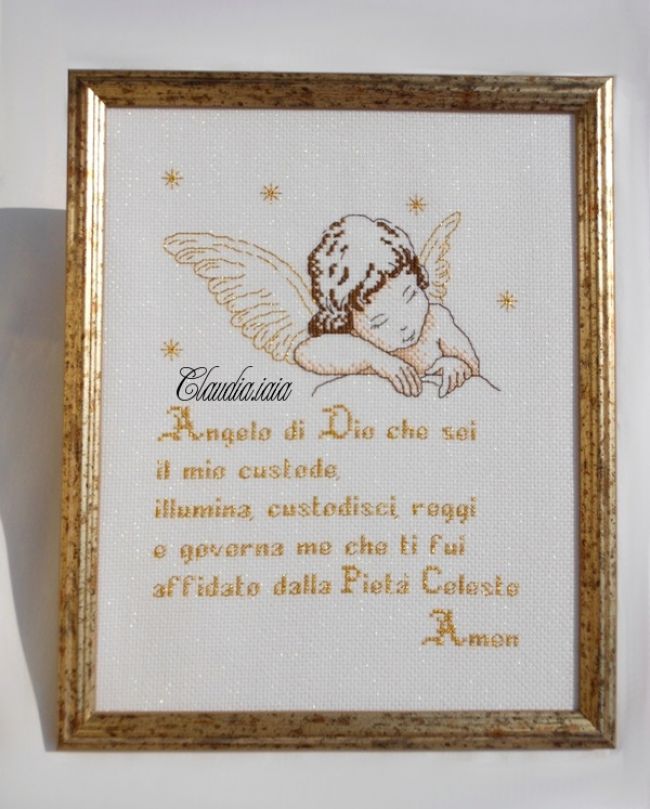 Claudia.iaia
Angelo di Dio che sei
il mio custode,
illumina, custodisci, reggi
e governa me che ti fui
affidato dalla Pietá Celeste
Amen